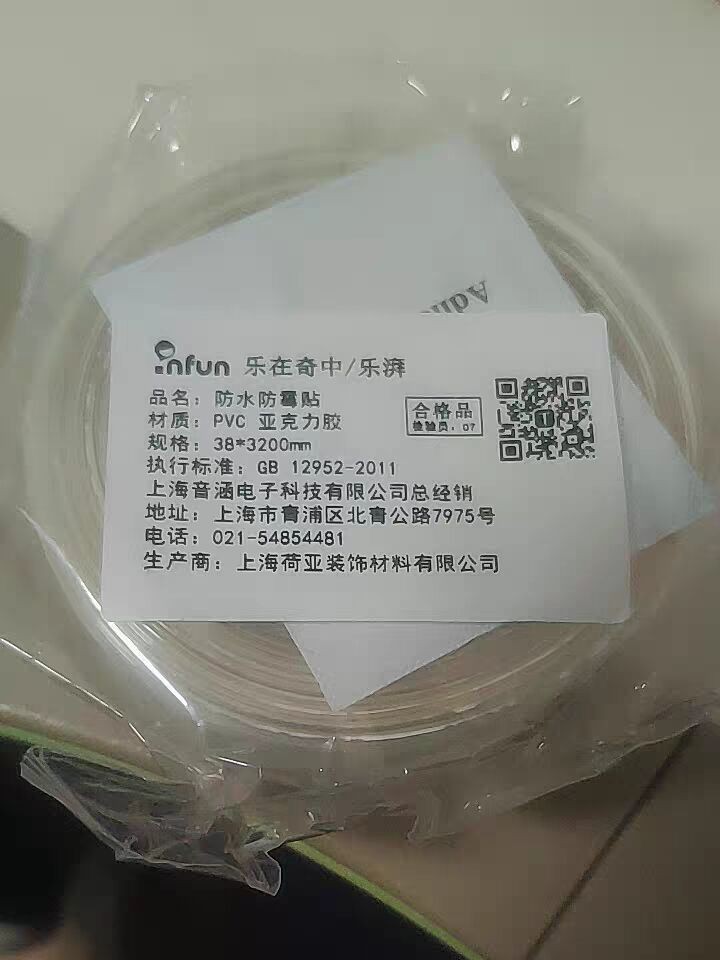 infun 乐在奇中/乐湃
品名：防水防霉贴
材质：PVC 亚克力胶
规格：38*3200mm
执行标准：GB 12952-2011
上海音涵电子科技有限公司总经销
地址：上海市青浦区北青公路7975号
电话：021-54854481
生产商：上海荷亚装饰材料有限公司
合格品
检验员：07